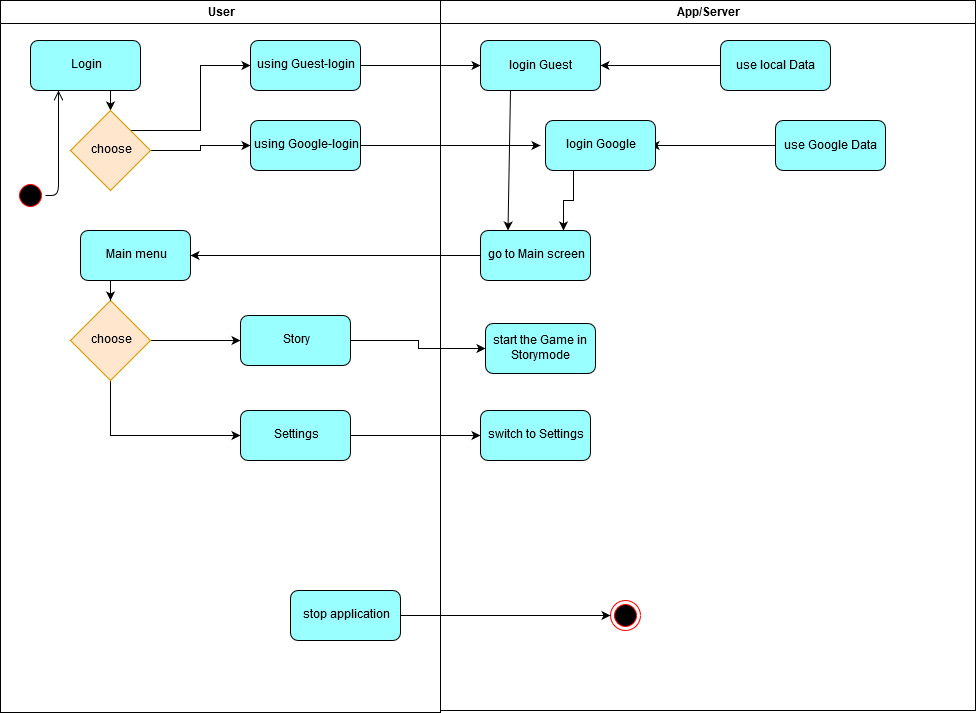 User
App/Server
Login
using Guest-login
login Guest
use local Data
choose
using Google-login
login Google
use Google Data
Main menu
go to Main screen
choose
Story
start the Game in
Storymode
Settings
switch to Settings
stop application